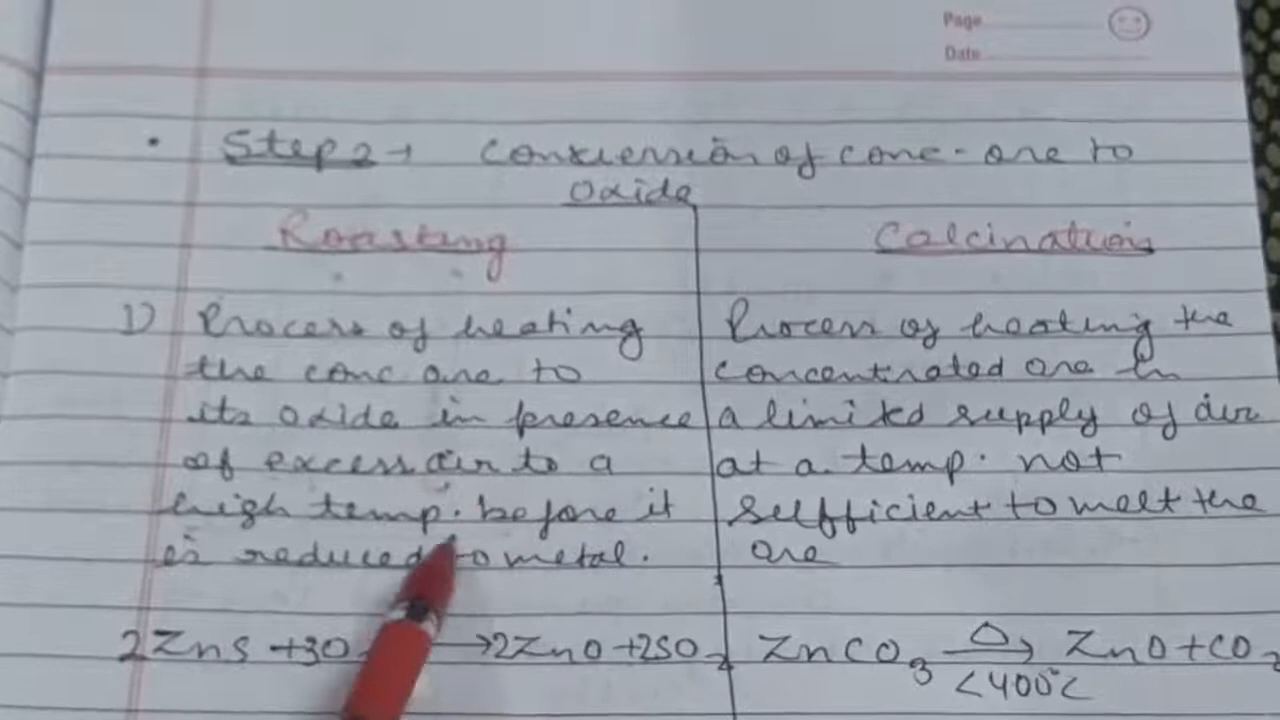 Page
Date
• Step 2→ Conversion of conc. ore to
oxide
Roasting
Calcination
1) Process of heating
the conc ore to
its oxide in presence
of excess air to a
high temp. before it
is reduced to metal.
2ZnS + 3O → 2ZnO + 2SO₂
Process of heating the
concentrated ore in
a limited supply of air
at a temp. not
sufficient to melt the
ore
ZnCO₃ —Δ→ ZnO + CO₂
<400°C